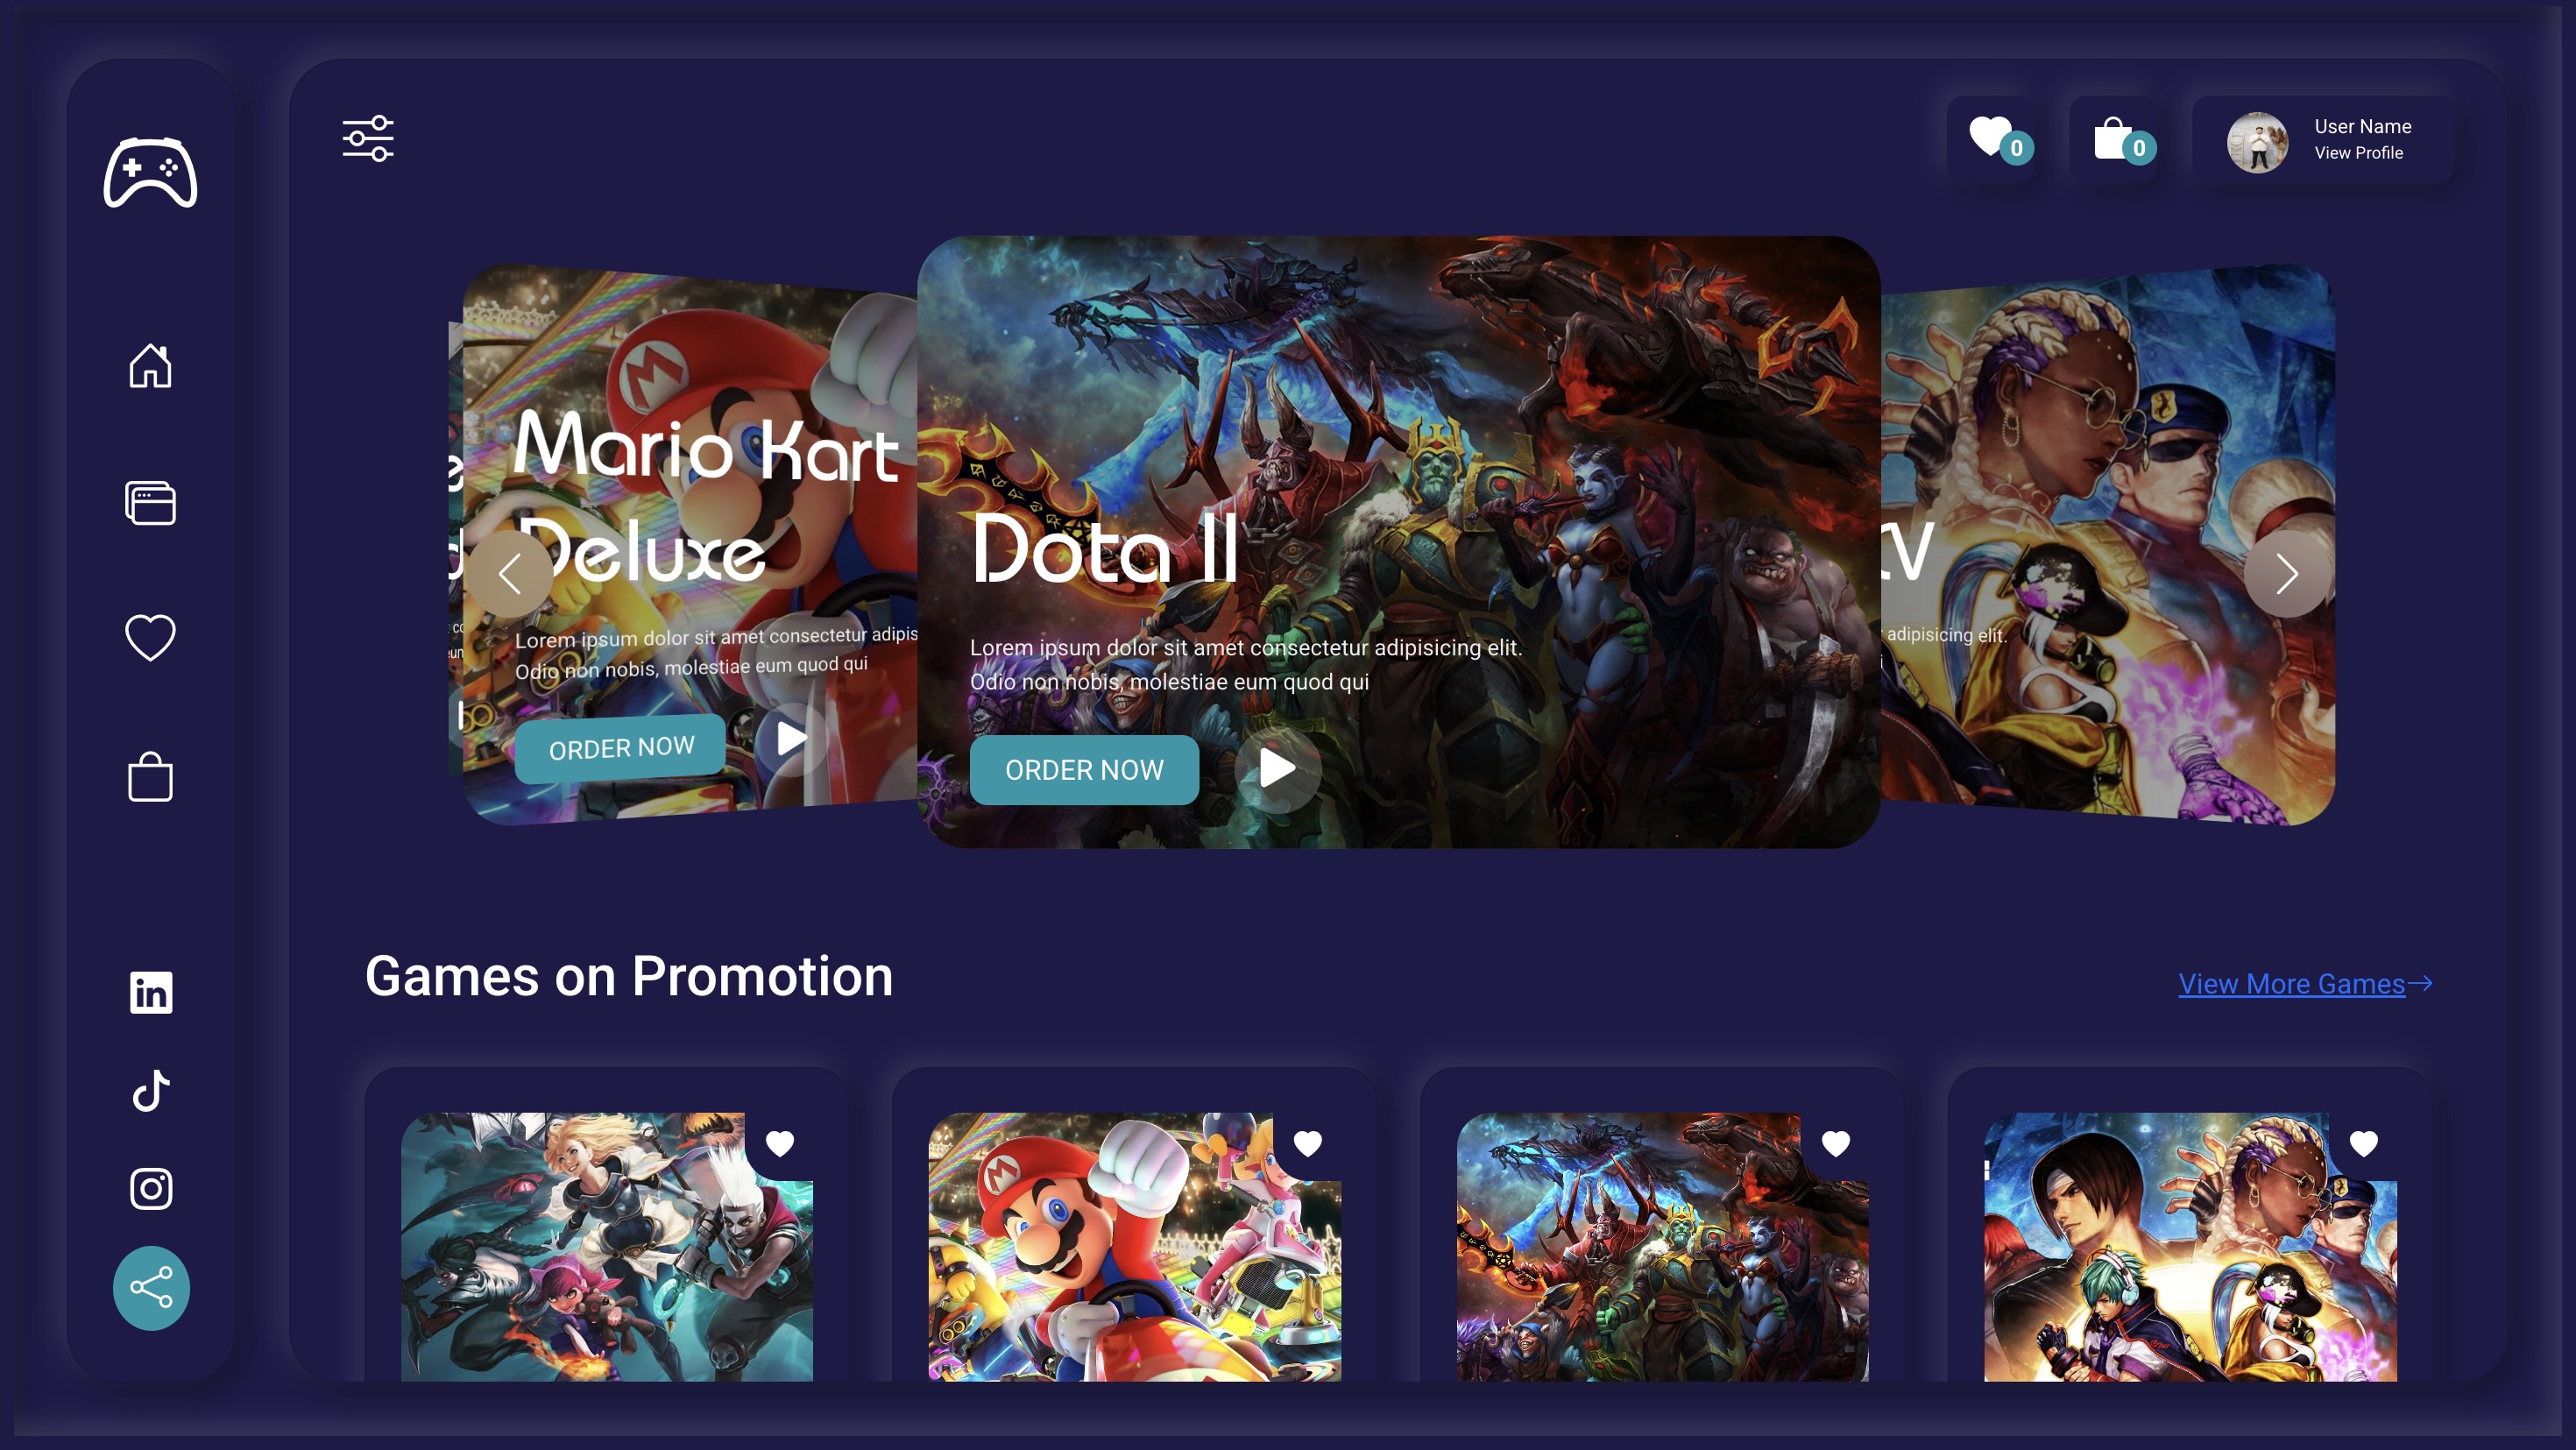 0
0
User Name
View Profile
Mario Kart
Deluxe
Lorem ipsum dolor sit amet consectetur adipis
Odio non nobis, molestiae eum quod qui
ORDER NOW
Dota II
Lorem ipsum dolor sit amet consectetur adipisicing elit.
Odio non nobis, molestiae eum quod qui
ORDER NOW
V
adipisicing elit.
Games on Promotion
View More Games→
in
M
M